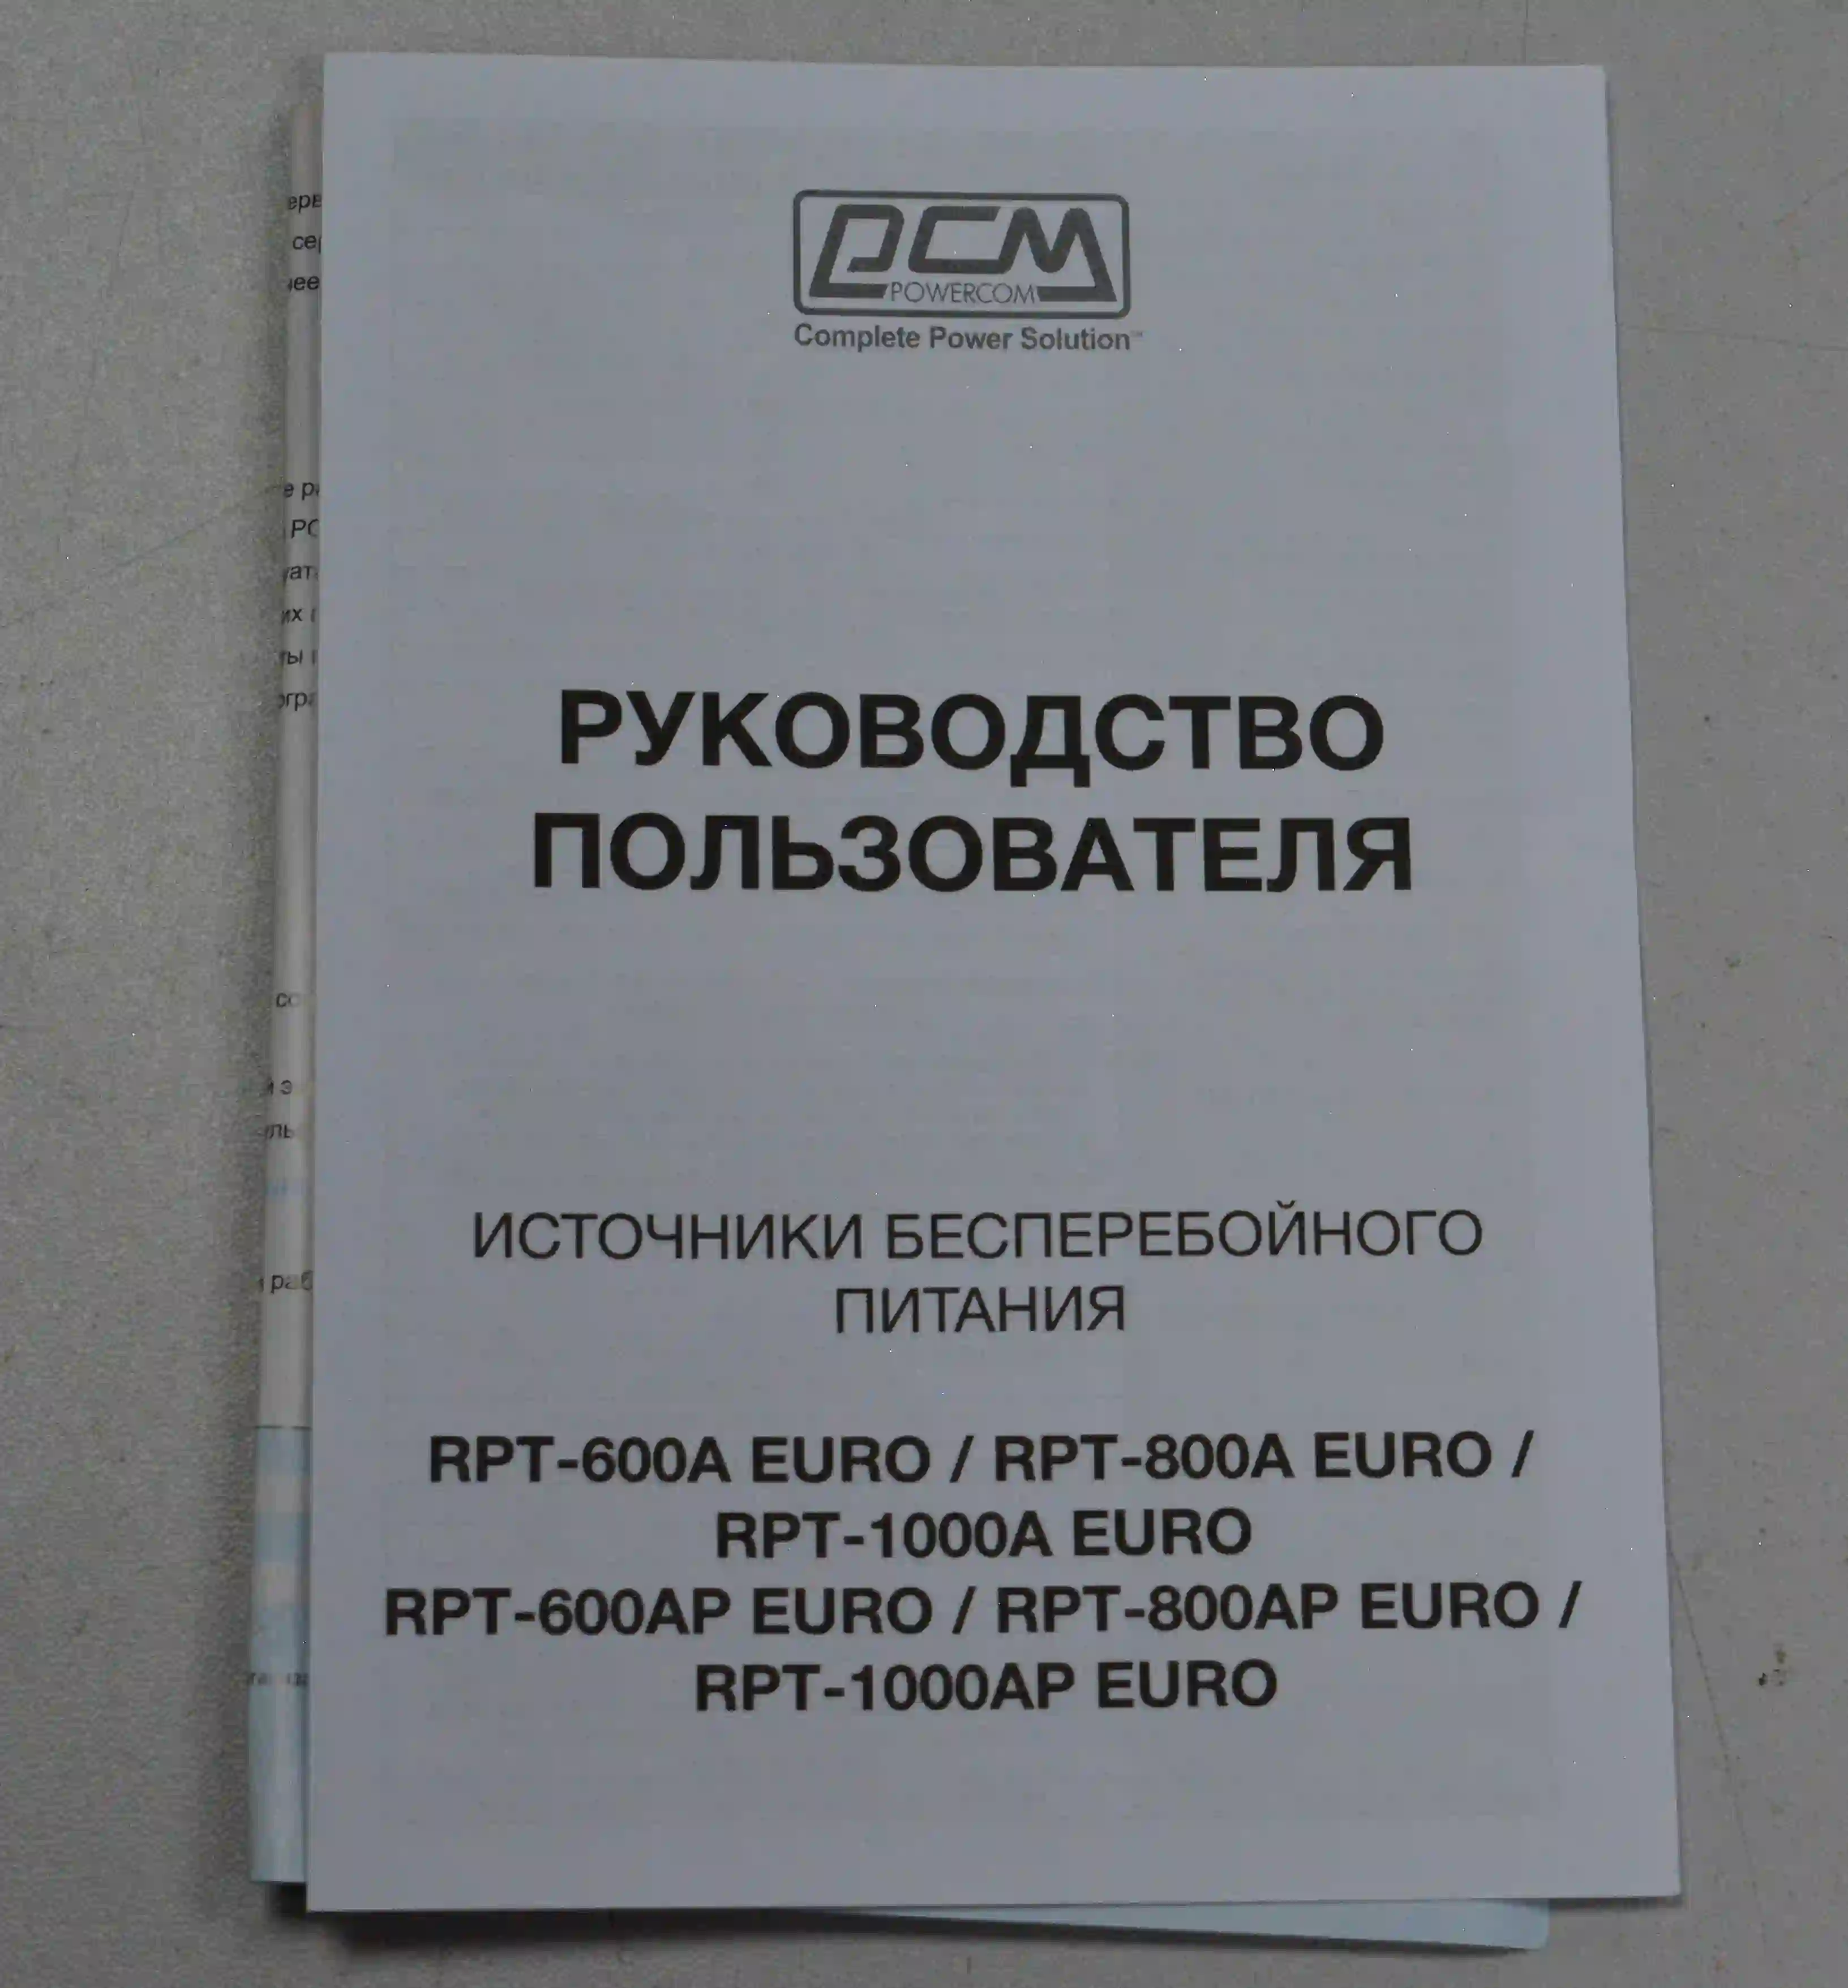 PCM
POWERCOM
Complete Power Solution
РУКОВОДСТВО
ПОЛЬЗОВАТЕЛЯ
ИСТОЧНИКИ БЕСПЕРЕБОЙНОГО
ПИТАНИЯ
RPT-600A EURO / RPT-800A EURO /
RPT-1000A EURO
RPT-600AP EURO / RPT-800AP EURO /
RPT-1000AP EURO